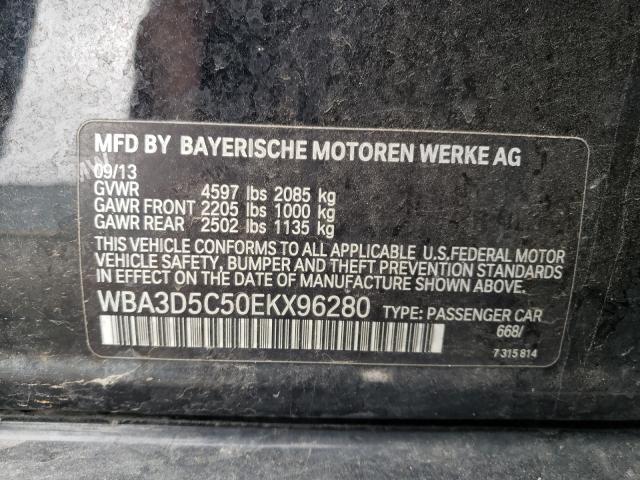 MFD BY BAYERISCHE MOTOREN WERKE AG
09/13
GVWR 4597 lbs 2085 kg
GAWR FRONT 2205 lbs 1000 kg
GAWR REAR 2502 lbs 1135 kg
THIS VEHICLE CONFORMS TO ALL APPLICABLE U.S.FEDERAL MOTOR
VEHICLE SAFETY, BUMPER AND THEFT PREVENTION STANDARDS
IN EFFECT ON THE DATE OF MANUFACTURE SHOWN ABOVE.
WBA3D5C50EKX96280 TYPE: PASSENGER CAR
668/
7 315 814